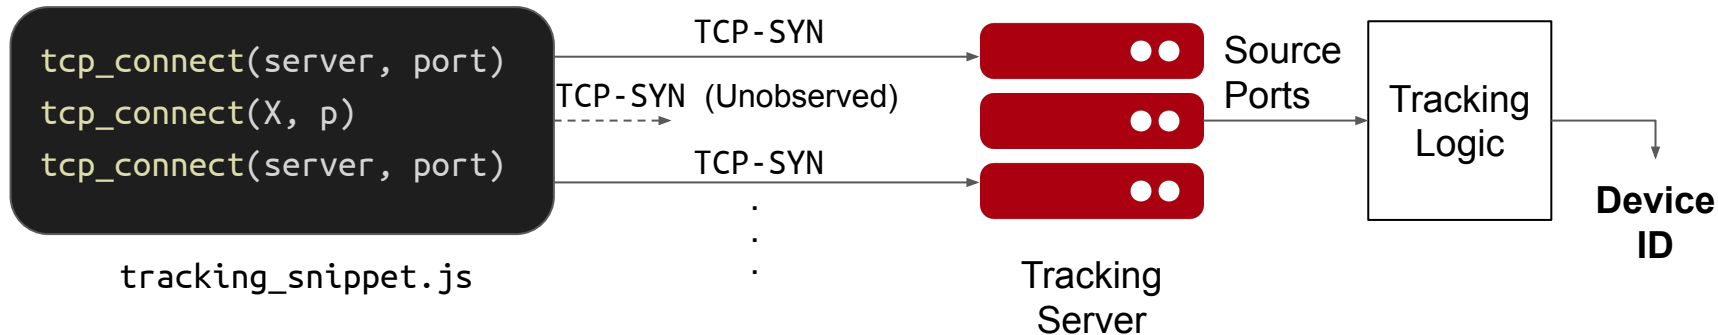 tcp_connect(server, port)
tcp_connect(X, p)
tcp_connect(server, port)
tracking_snippet.js
TCP-SYN
TCP-SYN (Unobserved)
TCP-SYN
.
.
.
Tracking
Server
Source
Ports
Tracking
Logic
Device
ID